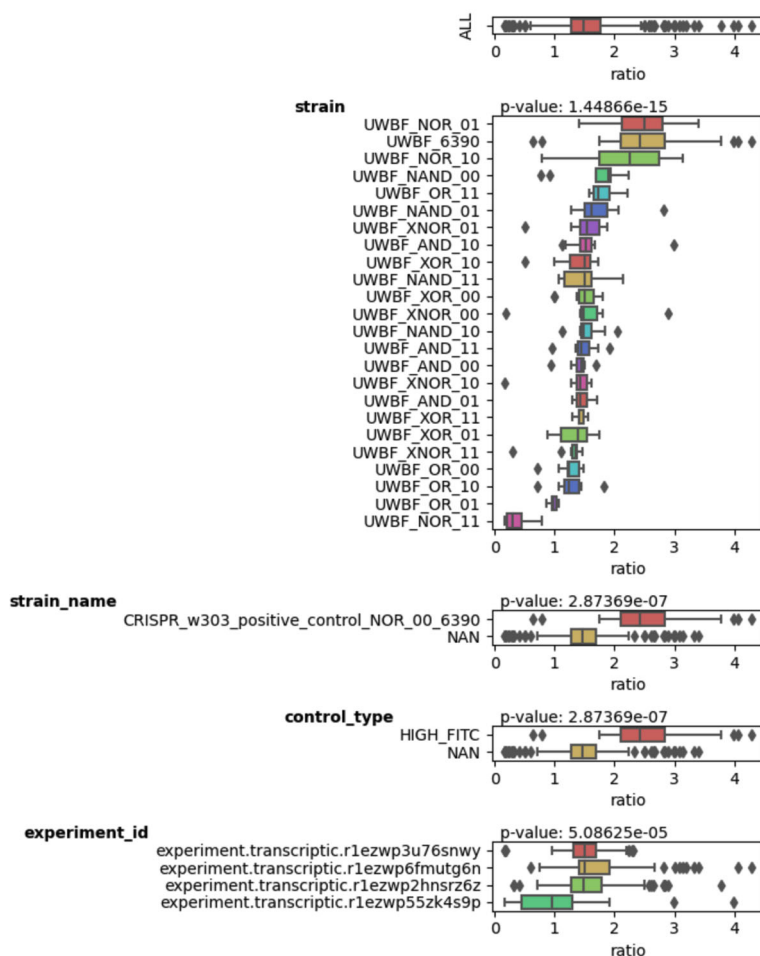 ALL
0 1 2 3 4
ratio
strain
p-value: 1.44866e-15
UWBF_NOR_01
UWBF_6390
UWBF_NOR_10
UWBF_NAND_00
UWBF_OR_11
UWBF_NAND_01
UWBF_XNOR_01
UWBF_AND_10
UWBF_XOR_10
UWBF_NAND_11
UWBF_XOR_00
UWBF_XNOR_00
UWBF_NAND_10
UWBF_AND_11
UWBF_AND_00
UWBF_XNOR_10
UWBF_AND_01
UWBF_XOR_11
UWBF_XOR_01
UWBF_XNOR_11
UWBF_OR_00
UWBF_OR_10
UWBF_OR_01
UWBF_NOR_11
0 1 2 3 4
ratio
strain_name
p-value: 2.87369e-07
CRISPR_w303_positive_control_NOR_00_6390
NAN
0 1 2 3 4
ratio
control_type
p-value: 2.87369e-07
HIGH_FITC
NAN
0 1 2 3 4
ratio
experiment_id
p-value: 5.08625e-05
experiment.transcriptic.r1ezwp3u76snwy
experiment.transcriptic.r1ezwp6fmutg6n
experiment.transcriptic.r1ezwp2hnsrz6z
experiment.transcriptic.r1ezwp55zk4s9p
0 1 2 3 4
ratio